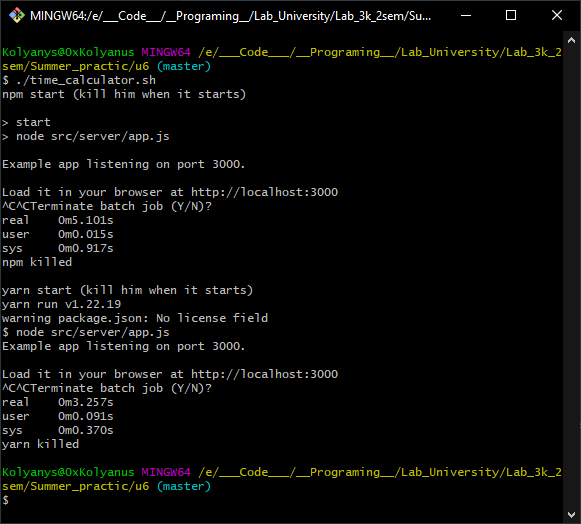 MINGW64:/e/___Code___/__Programing__/Lab_University/Lab_3k_2sem/Su...
Kolyanys@0xKolyanus MINGW64 /e/___Code___/__Programing__/Lab_University/Lab_3k_2
sem/Summer_practic/u6 (master)
$ ./time_calculator.sh
npm start (kill him when it starts)
> start
> node src/server/app.js
Example app listening on port 3000.
Load it in your browser at http://localhost:3000
^C^CTerminate batch job (Y/N)?
real    0m5.101s
user    0m0.015s
sys     0m0.917s
npm killed
yarn start (kill him when it starts)
yarn run v1.22.19
warning package.json: No license field
$ node src/server/app.js
Example app listening on port 3000.
Load it in your browser at http://localhost:3000
^C^CTerminate batch job (Y/N)?
real    0m3.257s
user    0m0.091s
sys     0m0.370s
yarn killed
Kolyanys@0xKolyanus MINGW64 /e/___Code___/__Programing__/Lab_University/Lab_3k_2
sem/Summer_practic/u6 (master)
$